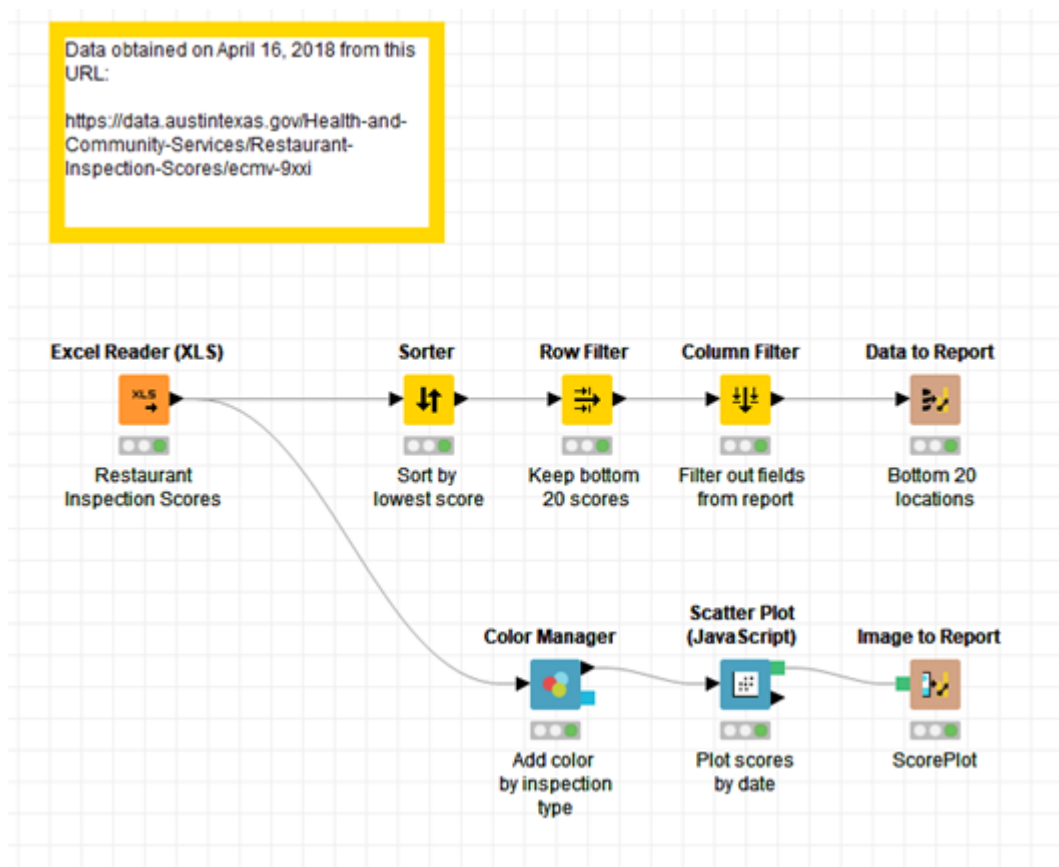 Data obtained on April 16, 2018 from this
URL:
https://data.austintexas.gov/Health-and-
Community-Services/Restaurant-
Inspection-Scores/ecmv-9xxi
Excel Reader (XLS)
Sorter
Row Filter
Column Filter
Data to Report
XLS
Restaurant
Inspection Scores
Sort by
lowest score
Keep bottom
20 scores
Filter out fields
from report
Bottom 20
locations
Color Manager
Scatter Plot
(JavaScript)
Image to Report
Add color
by inspection
type
Plot scores
by date
ScorePlot